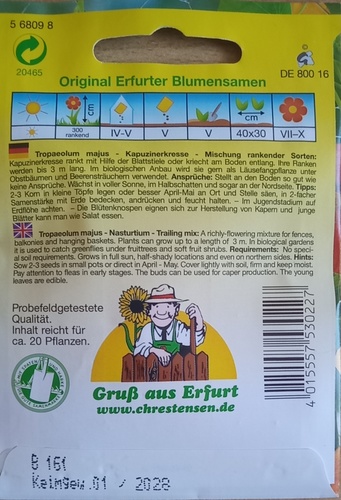 5 6809 8
20465
DE 800 16
Original Erfurter Blumensamen
cm
cm
300
rankend
IV-V
V
V
40x30
VII–X
Tropaeolum majus - Kapuzinerkresse - Mischung rankender Sorten:
Kapuzinerkresse rankt mit Hilfe der Blattstiele oder kriecht am Boden entlang. Ihre Ranken
werden bis 3 m lang. Im biologischen Anbau wird sie gern als Läusefangpflanze unter
Obstbäumen und Beerensträuchern verwendet. Ansprüche: Stellt an den Boden so gut wie
keine Ansprüche. Wächst in voller Sonne, im Halbschatten und sogar an der Nordseite. Tipps:
2-3 Korn in kleine Töpfe legen oder besser April-Mai an Ort und Stelle säen, in 2-facher
Samenstärke mit Erde bedecken, andrücken und feucht halten. – Im Jugendstadium auf
Erdflöhe achten. – Die Blütenknospen eignen sich zur Herstellung von Kapern und junge
Blätter kann man wie Salat essen.
Tropaeolum majus - Nasturtium - Trailing mix: A richly-flowering mixture for fences,
balkonies and hanging baskets. Plants can grow up to a length of 3 m. In biological gardens
it is used to catch greenflies under fruittrees and soft fruit shrubs. Requirements: No speci-
al soil requirements. Grows in full sun, half-shady locations and even on northern sides. Hints:
Sow 2-3 seeds in small pots or direct in April - May. Cover lightly with soil, firm and keep moist.
Pay attention to fleas in early stages. The buds can be used for caper production. The young
leaves are edible.
Probefeldgetestete
Qualität.
Inhalt reicht für
ca. 20 Pflanzen.
Gruß aus Erfurt
www.chrestensen.de
4 015557 530227
B 161
Keimgew.01 / 2028